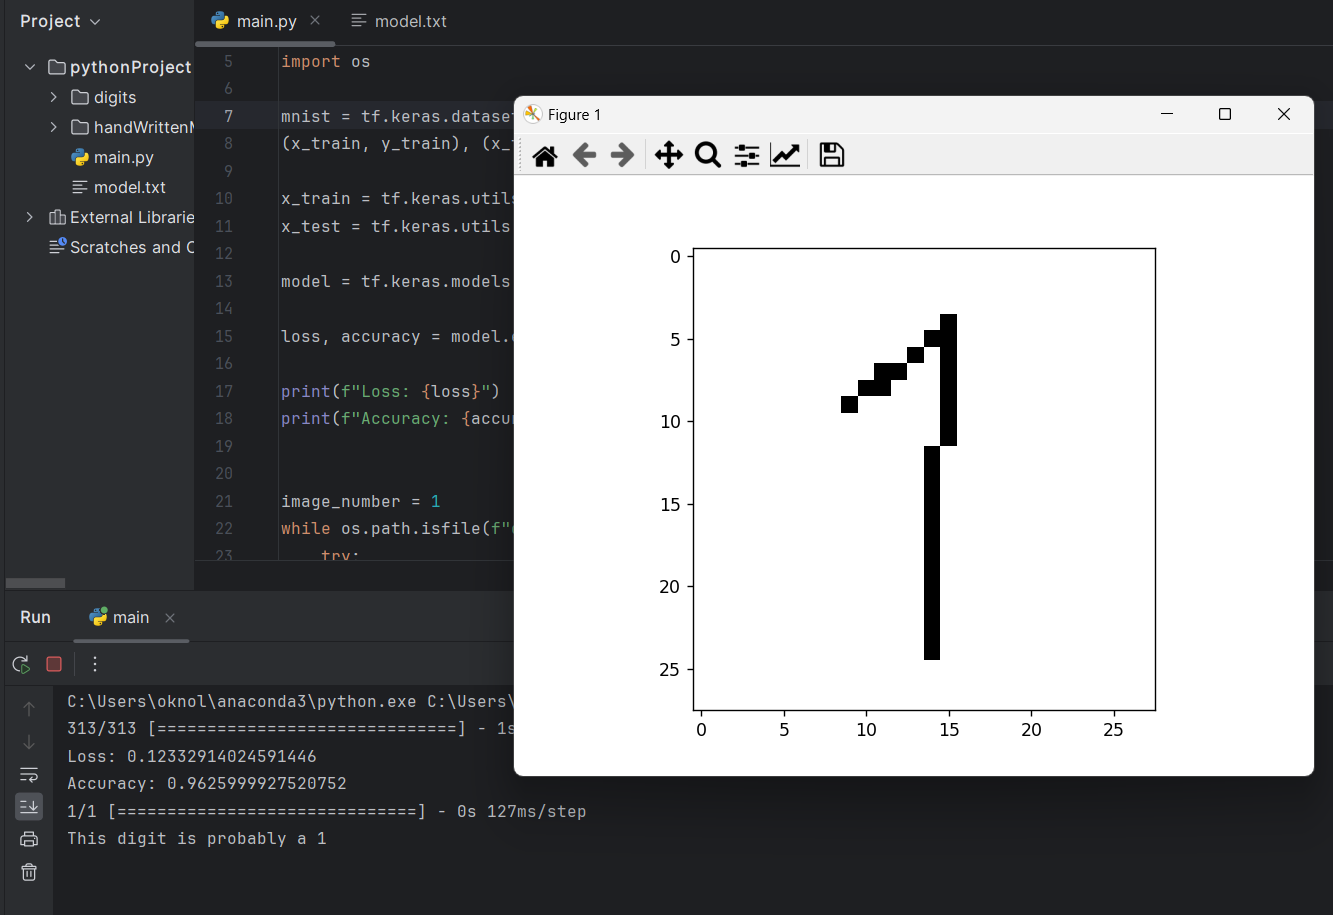 Project
main.py
model.txt
pythonProject
digits
handWritten
main.py
model.txt
External Librarie
Scratches and
5 import os
6
7 mnist = tf.keras.dataset
8 (x_train, y_train), (x_
9
10 x_train = tf.keras.utils
11 x_test = tf.keras.utils
12
13 model = tf.keras.models
14
15 loss, accuracy = model.
16
17 print(f"Loss: {loss}")
18 print(f"Accuracy: {accu
19
20
21 image_number = 1
22 while os.path.isfile(f"
23 try:
Figure 1
0
5
10
15
20
25
0 5 10 15 20 25
Run
main
C:\Users\oknol\anaconda3\python.exe C:\Users\
313/313 [==============================] - 1s
Loss: 0.12332914024591446
Accuracy: 0.9625999927520752
1/1 [==============================] - 0s 127ms/step
This digit is probably a 1